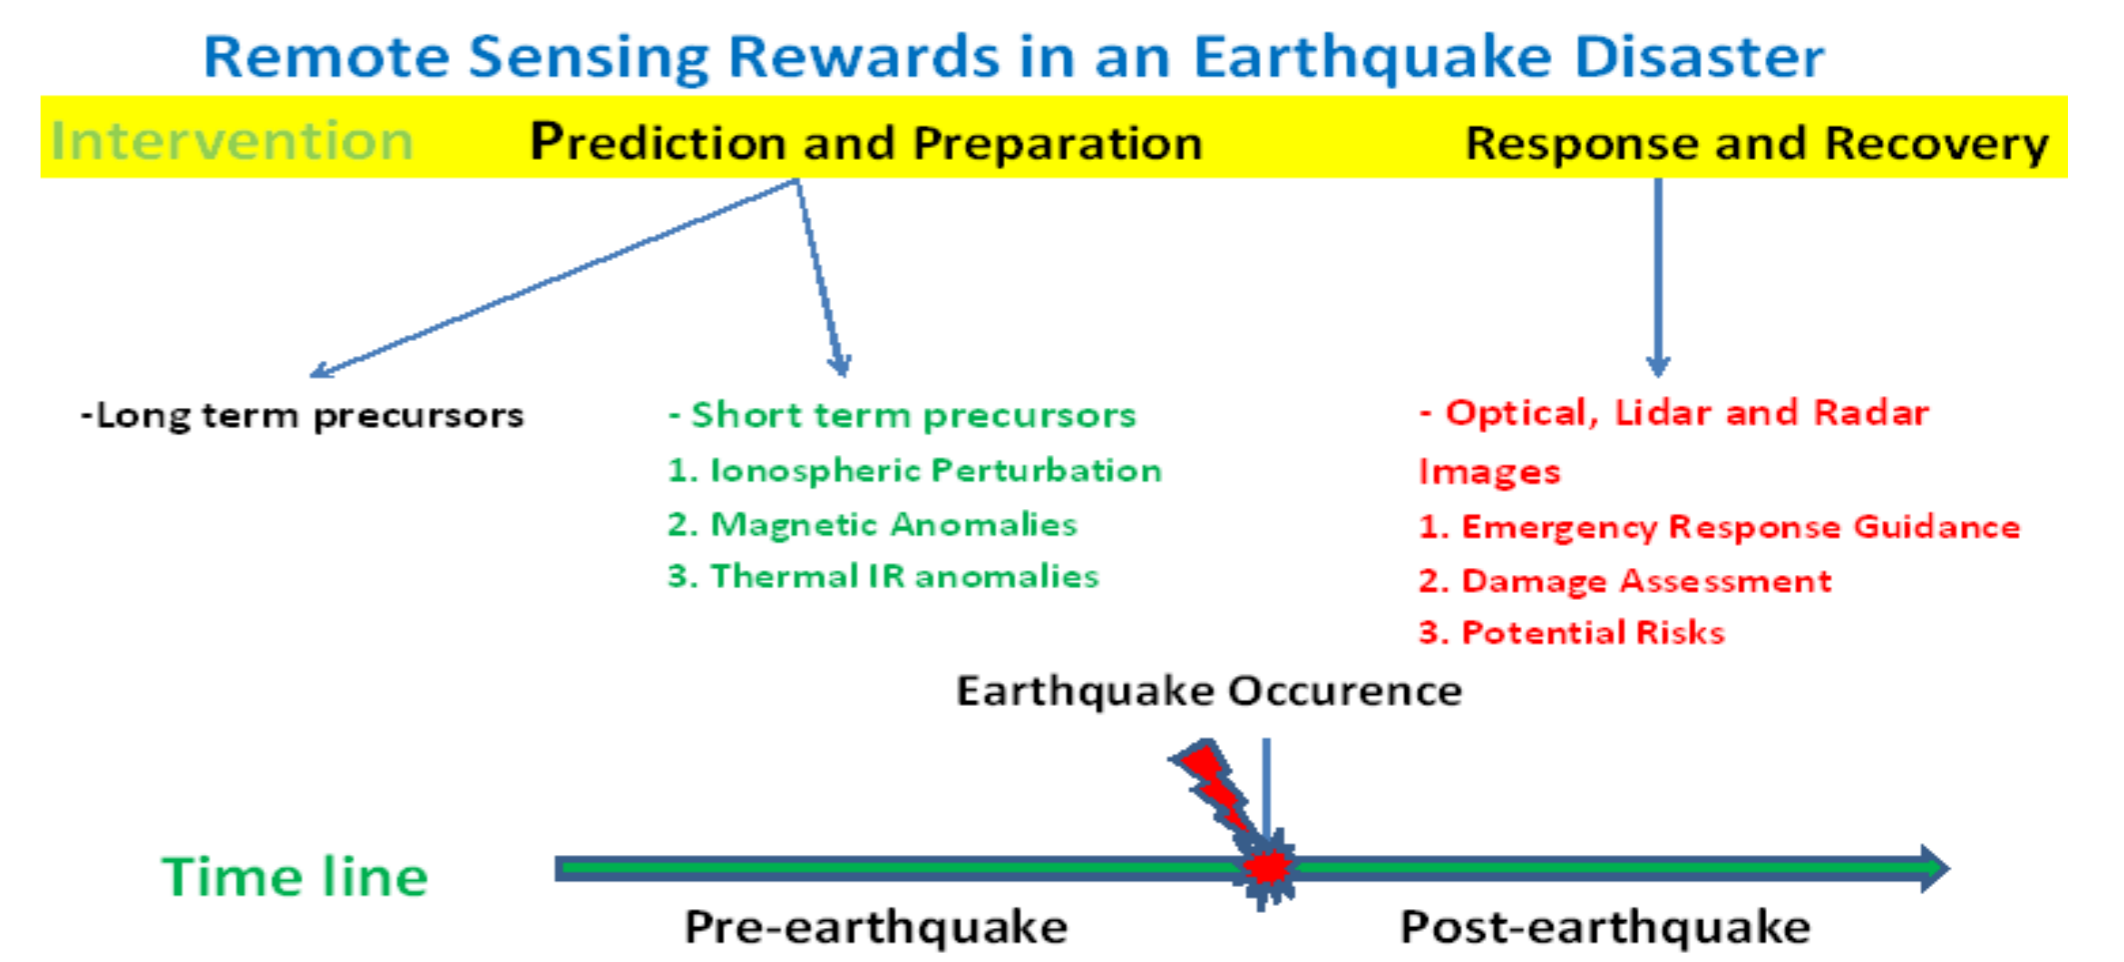 Remote Sensing Rewards in an Earthquake Disaster
Intervention Prediction and Preparation Response and Recovery
-Long term precursors
- Short term precursors
1. Ionospheric Perturbation
2. Magnetic Anomalies
3. Thermal IR anomalies
- Optical, Lidar and Radar
Images
1. Emergency Response Guidance
2. Damage Assessment
3. Potential Risks
Earthquake Occurence
Time line
Pre-earthquake
Post-earthquake